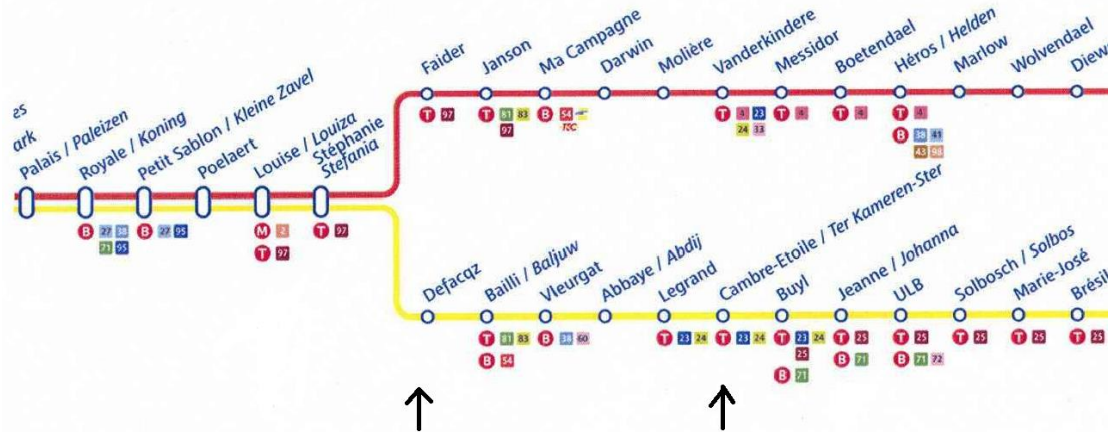 es
ark
Palais / Paleizen
Royale / Koning
Petit Sablon / Kleine Zavel
Poelaert
Louise / Louiza
Stéphanie
Stefania
Faider
Janson
Ma Campagne
Darwin
Molière
Vanderkindere
Messidor
Boetendael
Héros / Helden
Marlow
Wolvendael
Diew
T 97
T 81 83
97
B 54
TEC
T 4 23
24 33
T 4
T 4
T 4
B 38 41
43 98
B 27 38
71 95
B 27 95
M 2
T 97
T 97
Defacqz
Bailli / Baljuw
Vleurgat
Abbaye / Abdij
Legrand
Cambre-Etoile / Ter Kameren-Ster
Buyl
Jeanne / Johanna
ULB
Solbosch / Solbos
Marie-José
Brésil
T 81 83
B 54
B 38 60
T 23 24
T 23 24
T 23 24
25
B 71
T 25
B 71
T 25
B 71 72
T 25
T 25
T 25